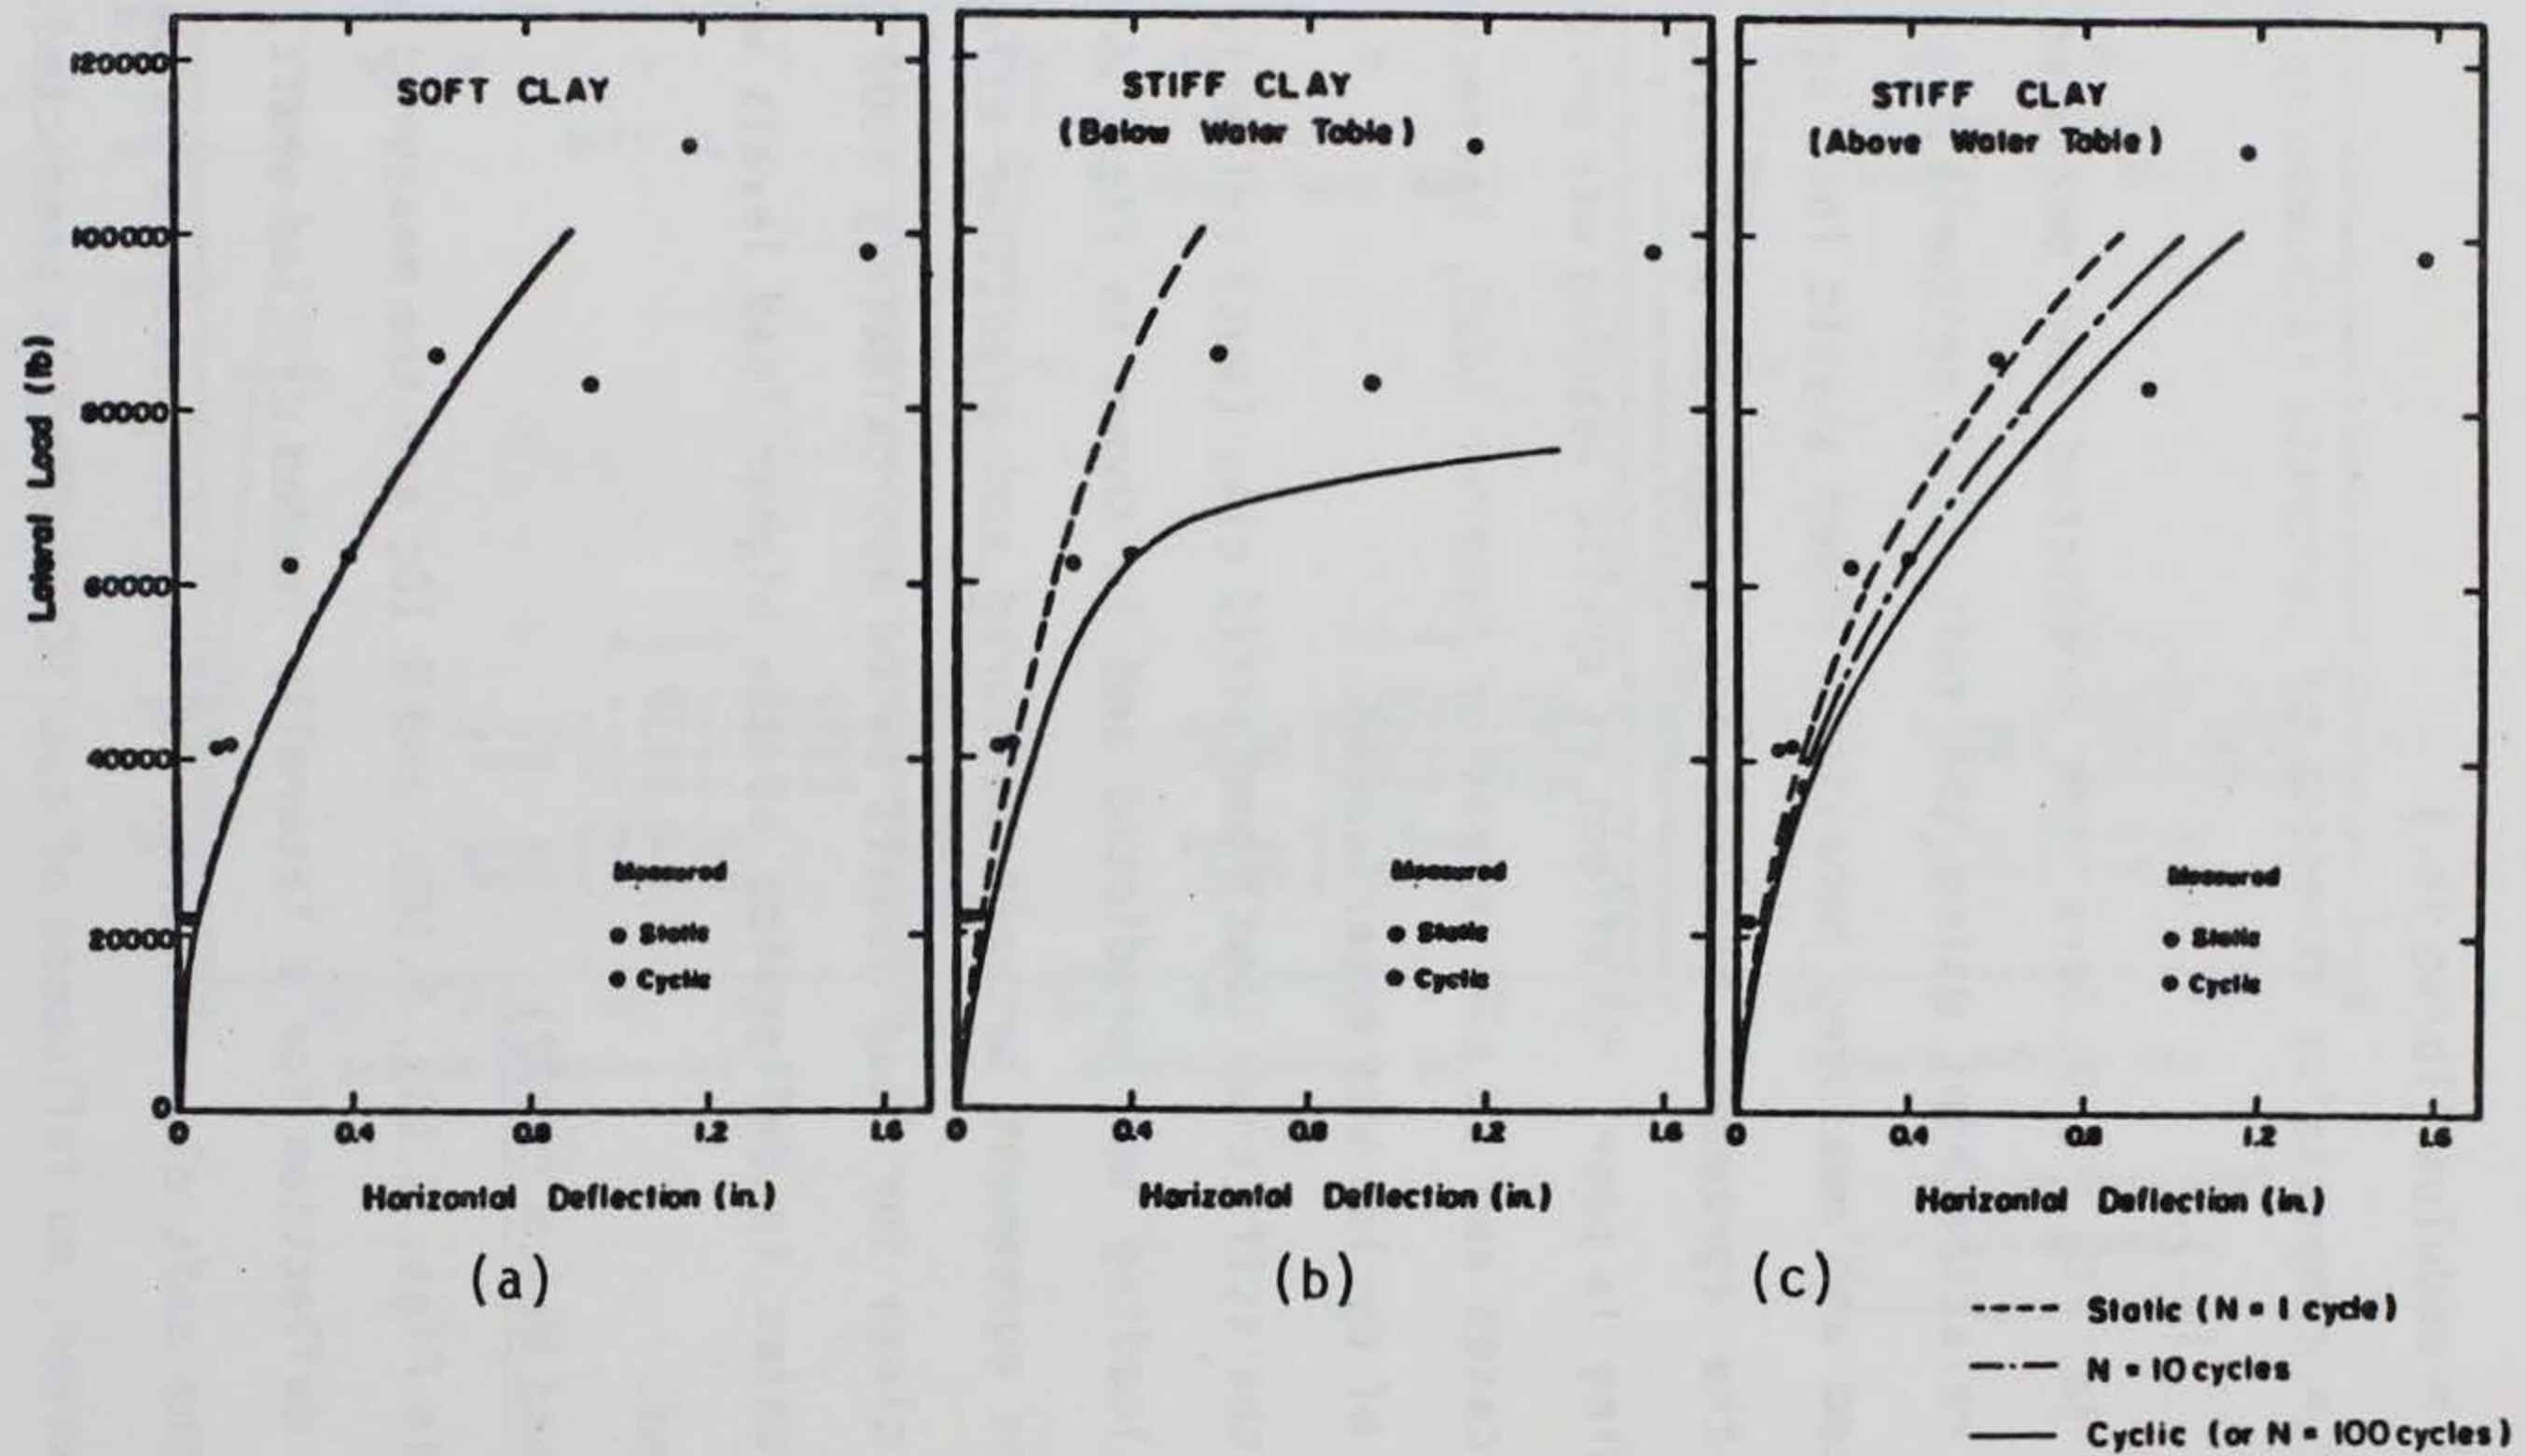 SOFT CLAY
STIFF CLAY
(Below Water Table)
STIFF CLAY
(Above Water Table)
Lateral Load (lb)
120000
100000
80000
60000
40000
20000
0
Measured
Static
Cyclic
Measured
Static
Cyclic
Measured
Static
Cyclic
0 0.4 0.8 1.2 1.6
0 0.4 0.8 1.2 1.6
0 0.4 0.8 1.2 1.6
Horizontal Deflection (in.)
Horizontal Deflection (in.)
Horizontal Deflection (in.)
(a)
(b)
(c)
Static (N = 1 cycle)
N = 10 cycles
Cyclic (or N = 100 cycles)